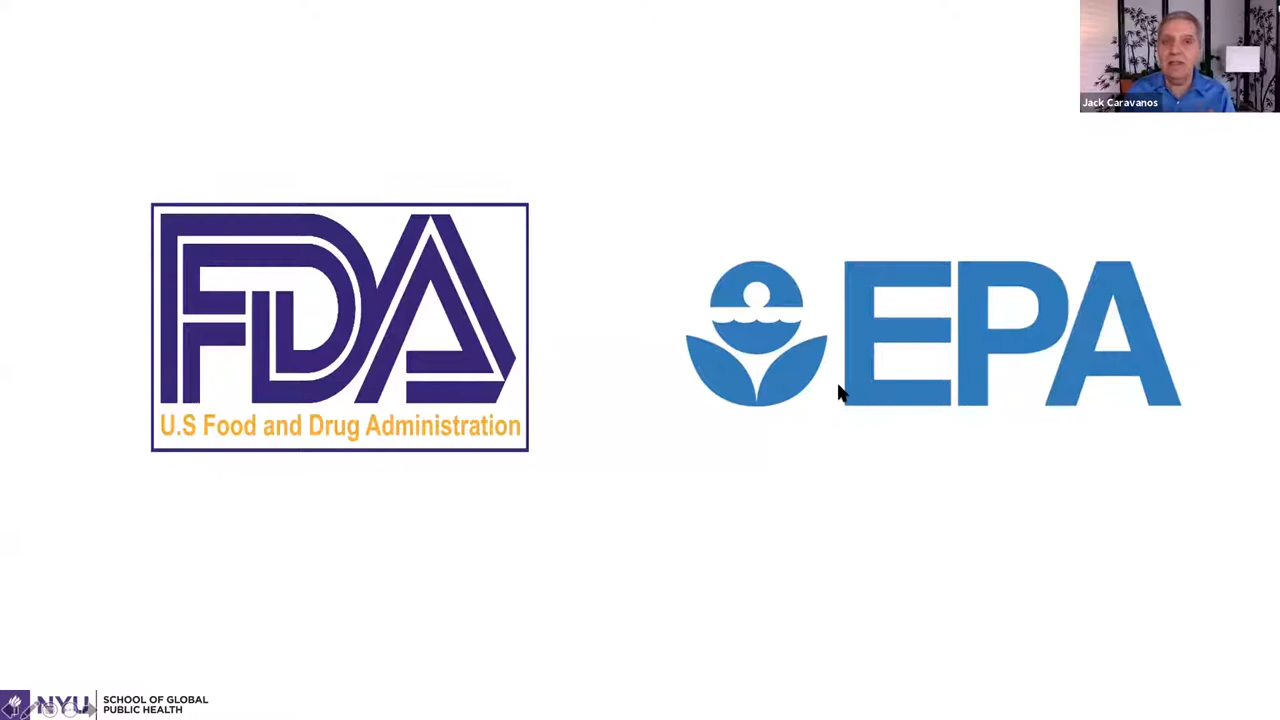 Jack Caravanos
FDA
U.S Food and Drug Administration
EPA
NYU
SCHOOL OF GLOBAL
PUBLIC HEALTH